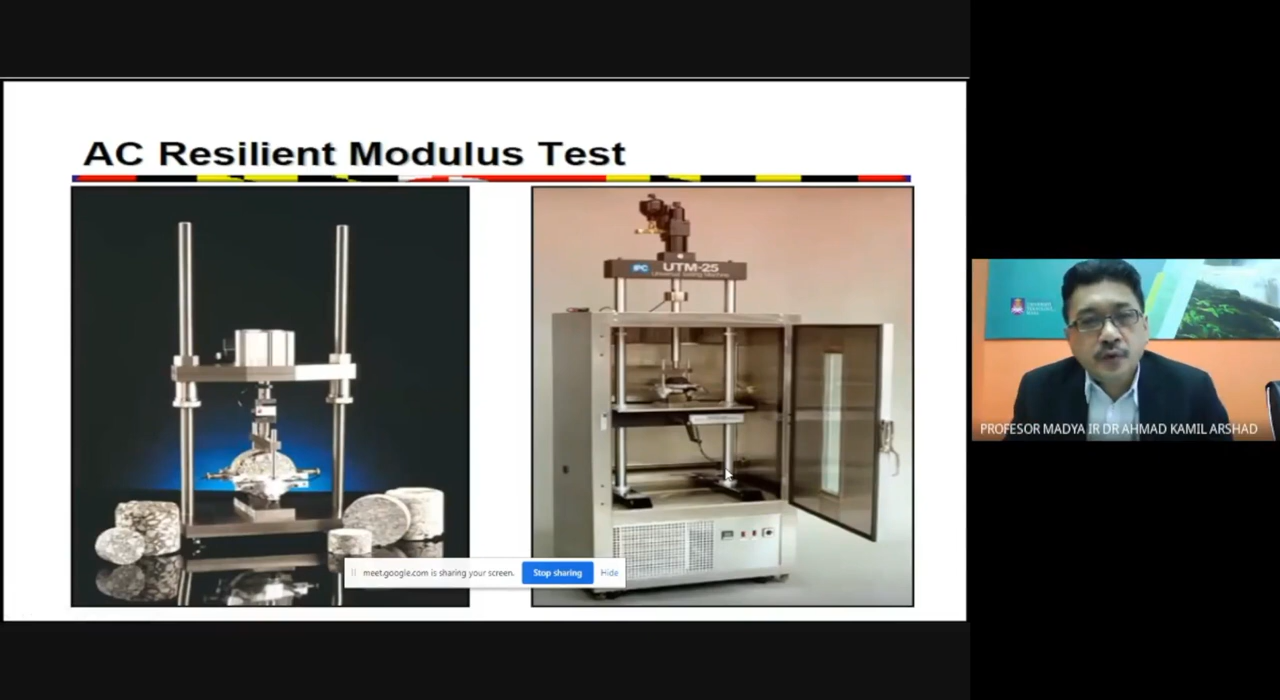 AC Resilient Modulus Test
IPC UTM-25
Universal Testing Machine
meet.google.com is sharing your screen.
Stop sharing
Hide
PROFESOR MADYA IR DR AHMAD KAMIL ARSHAD